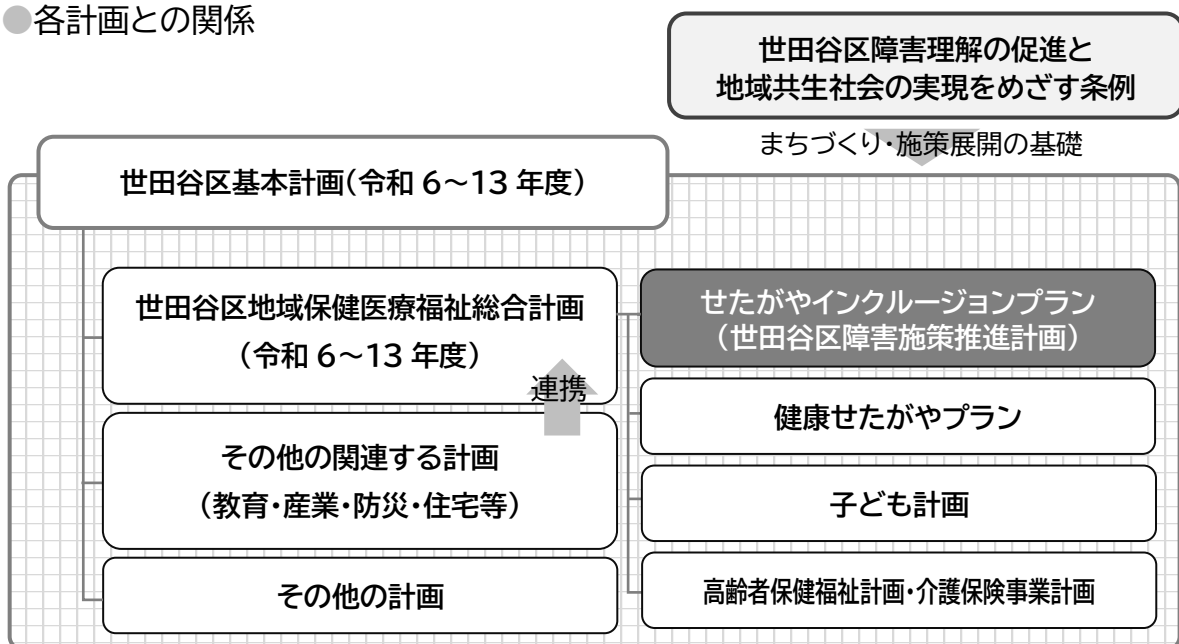 ●各計画との関係
世田谷区障害理解の促進と
地域共生社会の実現をめざす条例
まちづくり・施策展開の基礎
世田谷区基本計画(令和 6～13 年度)
世田谷区地域保健医療福祉総合計画
(令和 6～13 年度)
連携
その他の関連する計画
(教育・産業・防災・住宅等)
その他の計画
せたがやインクルージョンプラン
(世田谷区障害施策推進計画)
健康せたがやプラン
子ども計画
高齢者保健福祉計画・介護保険事業計画